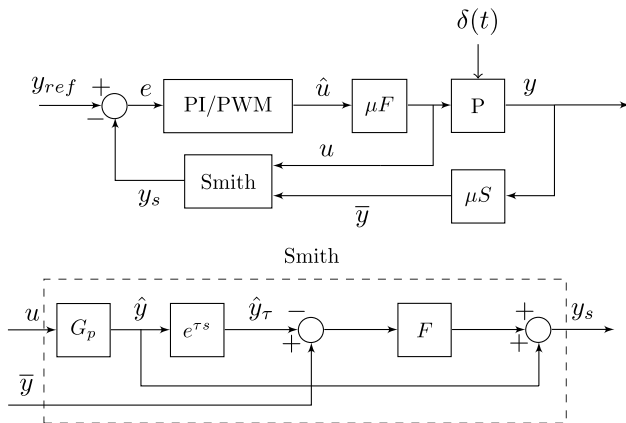 δ(t)
y_ref + e PI/PWM û μF P y
−
u
Smith
y_s ȳ μS
Smith
u G_p ŷ e^{τs} ŷ_τ − F + y_s
+ +
ȳ